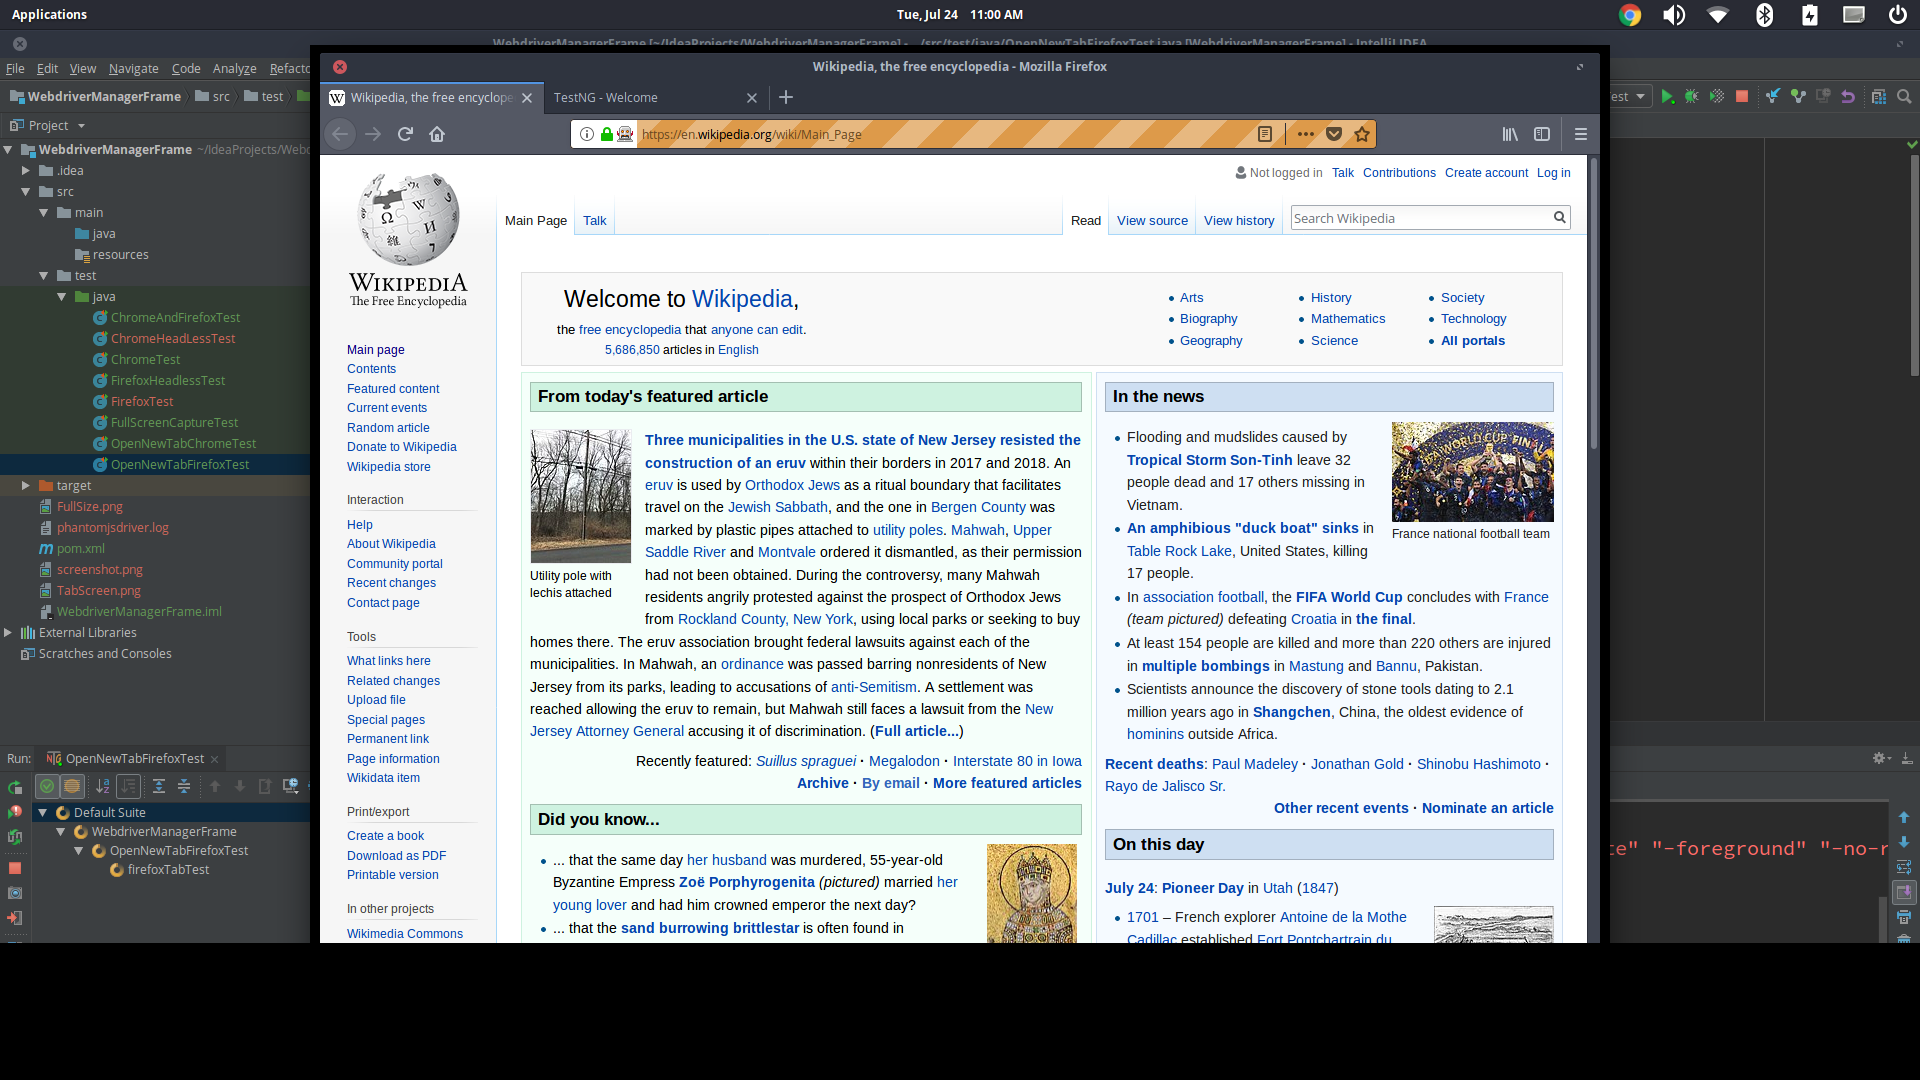 Applications
Tue, Jul 24 11:00 AM
WebdriverManagerFrame [~/IdeaProjects/WebdriverManagerFrame] - .../src/test/java/OpenNewTabFirefoxTest.java [WebdriverManagerFrame] - IntelliJ IDEA
File Edit View Navigate Code Analyze Refacto
WebdriverManagerFrame src test
est
Project
WebdriverManagerFrame ~/IdeaProjects/Webd
.idea
src
main
java
resources
test
java
ChromeAndFirefoxTest
ChromeHeadLessTest
ChromeTest
FirefoxHeadlessTest
FirefoxTest
FullScreenCaptureTest
OpenNewTabChromeTest
OpenNewTabFirefoxTest
target
FullSIze.png
phantomjsdriver.log
pom.xml
screenshot.png
TabScreen.png
WebdriverManagerFrame.iml
External Libraries
Scratches and Consoles
Run: OpenNewTabFirefoxTest
Default Suite
WebdriverManagerFrame
OpenNewTabFirefoxTest
firefoxTabTest
te" "-foreground" "-no-r
Wikipedia, the free encyclopedia - Mozilla Firefox
Wikipedia, the free encyclope
TestNG - Welcome
https://en.wikipedia.org/wiki/Main_Page
Not logged in Talk Contributions Create account Log in
Main Page Talk
Read View source View history Search Wikipedia
WIKIPEDIA
The Free Encyclopedia
Main page
Contents
Featured content
Current events
Random article
Donate to Wikipedia
Wikipedia store
Interaction
Help
About Wikipedia
Community portal
Recent changes
Contact page
Tools
What links here
Related changes
Upload file
Special pages
Permanent link
Page information
Wikidata item
Print/export
Create a book
Download as PDF
Printable version
In other projects
Wikimedia Commons
Welcome to Wikipedia,
the free encyclopedia that anyone can edit.
5,686,850 articles in English
Arts
Biography
Geography
History
Mathematics
Science
Society
Technology
All portals
From today's featured article
Utility pole with
lechis attached
Three municipalities in the U.S. state of New Jersey resisted the
construction of an eruv within their borders in 2017 and 2018. An
eruv is used by Orthodox Jews as a ritual boundary that facilitates
travel on the Jewish Sabbath, and the one in Bergen County was
marked by plastic pipes attached to utility poles. Mahwah, Upper
Saddle River and Montvale ordered it dismantled, as their permission
had not been obtained. During the controversy, many Mahwah
residents angrily protested against the prospect of Orthodox Jews
from Rockland County, New York, using local parks or seeking to buy
homes there. The eruv association brought federal lawsuits against each of the
municipalities. In Mahwah, an ordinance was passed barring nonresidents of New
Jersey from its parks, leading to accusations of anti-Semitism. A settlement was
reached allowing the eruv to remain, but Mahwah still faces a lawsuit from the New
Jersey Attorney General accusing it of discrimination. (Full article...)
Recently featured: Suillus spraguei · Megalodon · Interstate 80 in Iowa
Archive · By email · More featured articles
Did you know...
... that the same day her husband was murdered, 55-year-old
Byzantine Empress Zoë Porphyrogenita (pictured) married her
young lover and had him crowned emperor the next day?
... that the sand burrowing brittlestar is often found in
In the news
Flooding and mudslides caused by
Tropical Storm Son-Tinh leave 32
people dead and 17 others missing in
Vietnam.
WORLD CUP FINAL
France national football team
An amphibious "duck boat" sinks in
Table Rock Lake, United States, killing
17 people.
In association football, the FIFA World Cup concludes with France
(team pictured) defeating Croatia in the final.
At least 154 people are killed and more than 220 others are injured
in multiple bombings in Mastung and Bannu, Pakistan.
Scientists announce the discovery of stone tools dating to 2.1
million years ago in Shangchen, China, the oldest evidence of
hominins outside Africa.
Recent deaths: Paul Madeley · Jonathan Gold · Shinobu Hashimoto ·
Rayo de Jalisco Sr.
Other recent events · Nominate an article
On this day
July 24: Pioneer Day in Utah (1847)
1701 – French explorer Antoine de la Mothe
Cadillac established Fort Pontchartrain du